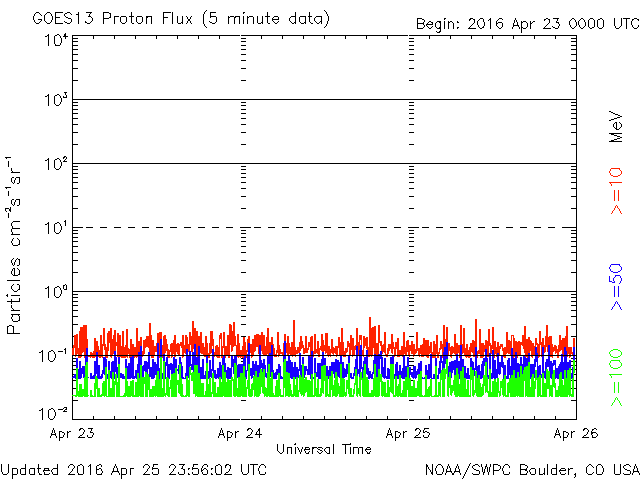 GOES13 Proton Flux (5 minute data)
Begin: 2016 Apr 23 0000 UTC
Particles cm⁻²s⁻¹sr⁻¹
10⁴
10³
10²
10¹
10⁰
10⁻¹
10⁻²
Apr 23
Apr 24
Apr 25
Apr 26
Universal Time
MeV
>=10
>=50
>=100
Updated 2016 Apr 25 23:56:02 UTC
NOAA/SWPC Boulder, CO USA